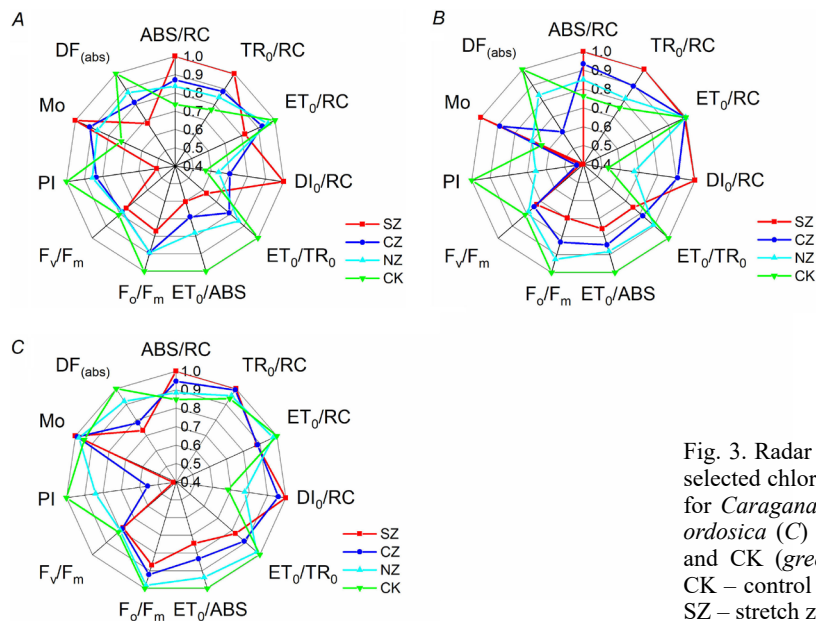 A
ABS/RC
TR0/RC
ET0/RC
DI0/RC
ET0/TR0
ET0/ABS
Fo/Fm
Fv/Fm
PI
Mo
DF(abs)
1.0
0.9
0.8
0.7
0.6
0.5
0.4
SZ
CZ
NZ
CK
B
ABS/RC
TR0/RC
ET0/RC
DI0/RC
ET0/TR0
ET0/ABS
Fo/Fm
Fv/Fm
PI
Mo
DF(abs)
1.0
0.9
0.8
0.7
0.6
0.5
0.4
SZ
CZ
NZ
CK
C
ABS/RC
TR0/RC
ET0/RC
DI0/RC
ET0/TR0
ET0/ABS
Fo/Fm
Fv/Fm
PI
Mo
DF(abs)
1.0
0.9
0.8
0.7
0.6
0.5
0.4
SZ
CZ
NZ
CK
Fig. 3. Radar
selected chlor
for Caragana
ordosica (C)
and CK (gree
CK – control
SZ – stretch z